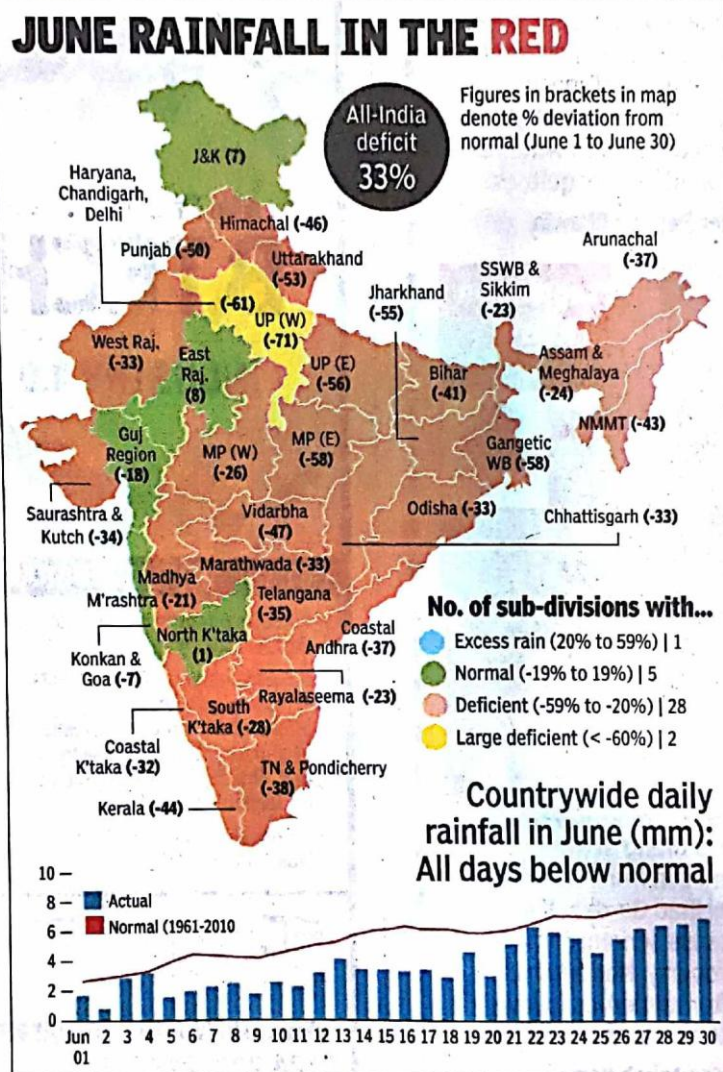 JUNE RAINFALL IN THE RED
All-India
deficit
33%
Figures in brackets in map
denote % deviation from
normal (June 1 to June 30)
J&K (7)
Haryana,
Chandigarh,
Delhi
Himachal (-46)
Punjab (-50)
Uttarakhand
(-53)
Arunachal
(-37)
SSWB &
Sikkim
(-23)
Jharkhand
(-55)
(-61)
UP (W)
(-71)
West Raj.
(-33)
East
Raj.
(8)
UP (E)
(-56)
Bihar
(-41)
Assam &
Meghalaya
(-24)
NMMT (-43)
Guj
Region
(-18)
MP (W)
(-26)
MP (E)
(-58)
Gangetic
WB (-58)
Saurashtra &
Kutch (-34)
Vidarbha
(-47)
Odisha (-33)
Chhattisgarh (-33)
Madhya
M'rashtra (-21)
Marathwada (-33)
Telangana
(-35)
North K'taka
(1)
Coastal
Andhra (-37)
Konkan &
Goa (-7)
Rayalaseema (-23)
South
K'taka (-28)
Coastal
K'taka (-32)
TN & Pondicherry
(-38)
Kerala (-44)
No. of sub-divisions with...
Excess rain (20% to 59%) | 1
Normal (-19% to 19%) | 5
Deficient (-59% to -20%) | 28
Large deficient (< -60%) | 2
Countrywide daily
rainfall in June (mm):
All days below normal
10
8
6
4
2
0
Actual
Normal (1961-2010
Jun 2 3 4 5 6 7 8 9 10 11 12 13 14 15 16 17 18 19 20 21 22 23 24 25 26 27 28 29 30
01